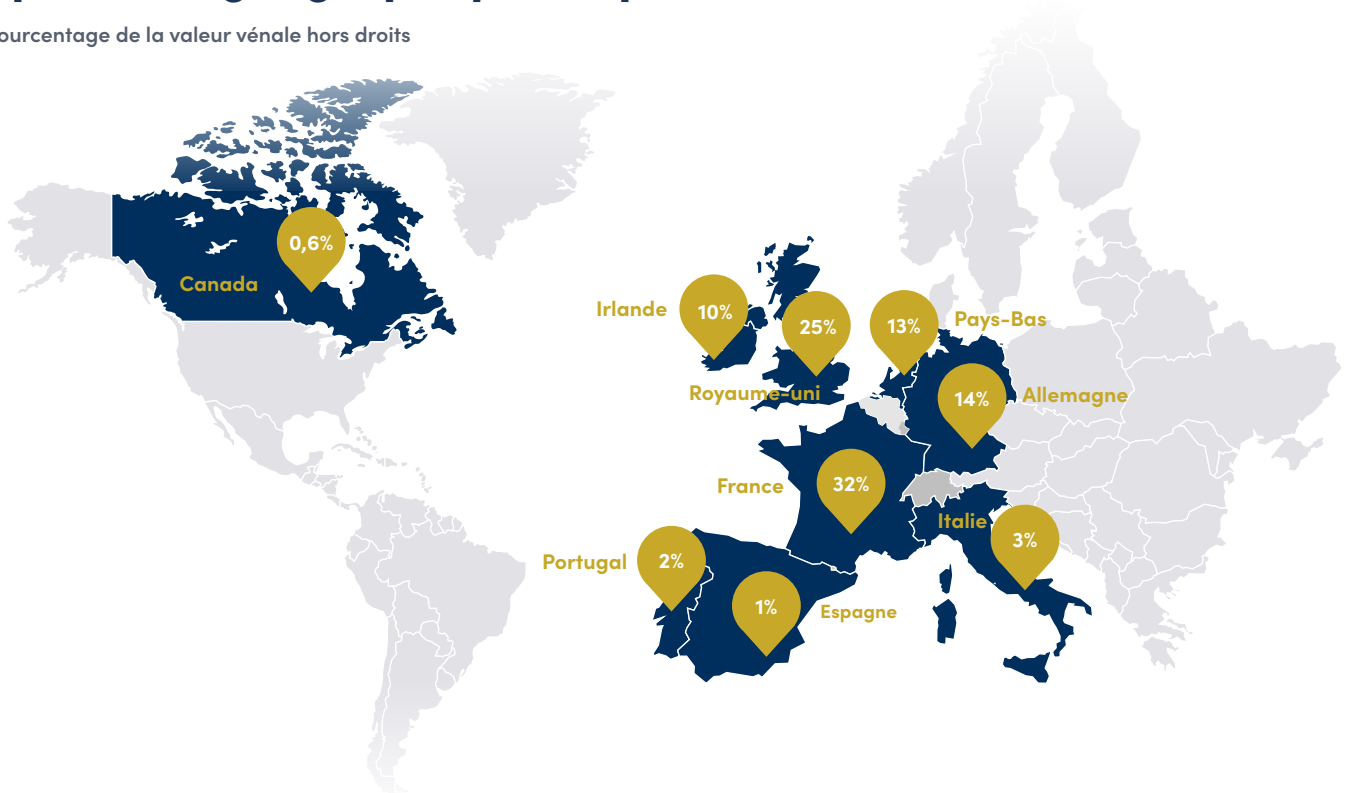 ourcentage de la valeur vénale hors droits
0,6%
Canada
Irlande
10%
25%
13%
Pays-Bas
Royaume-uni
14%
Allemagne
France
32%
Italie
3%
Portugal
2%
1%
Espagne